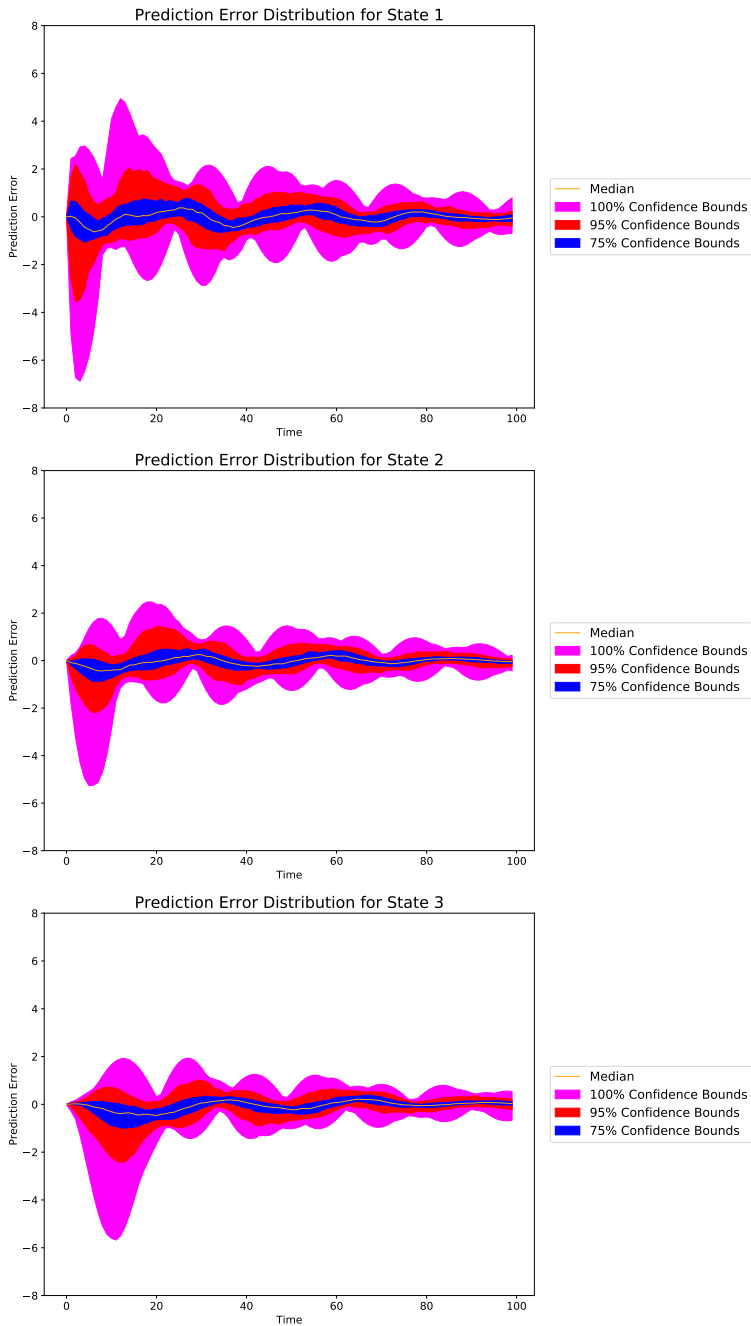 Prediction Error Distribution for State 1
8
6
4
2
0
−2
−4
−6
−8
Prediction Error
0 20 40 60 80 100
Time
Median
100% Confidence Bounds
95% Confidence Bounds
75% Confidence Bounds
Prediction Error Distribution for State 2
8
6
4
2
0
−2
−4
−6
−8
Prediction Error
0 20 40 60 80 100
Time
Median
100% Confidence Bounds
95% Confidence Bounds
75% Confidence Bounds
Prediction Error Distribution for State 3
8
6
4
2
0
−2
−4
−6
−8
Prediction Error
0 20 40 60 80 100
Time
Median
100% Confidence Bounds
95% Confidence Bounds
75% Confidence Bounds